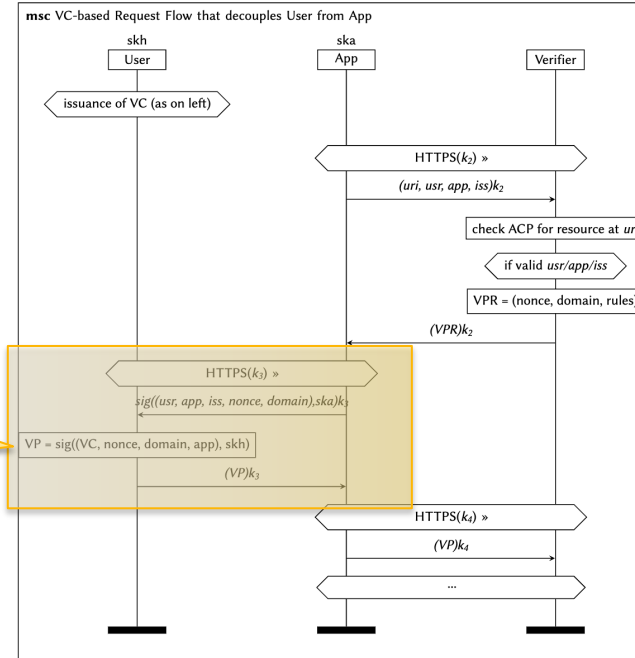 msc VC-based Request Flow that decouples User from App
skh
ska
User
App
Verifier
issuance of VC (as on left)
HTTPS(k₂) »
(uri, usr, app, iss)k₂
check ACP for resource at ur
if valid usr/app/iss
VPR = (nonce, domain, rules)
(VPR)k₂
HTTPS(k₃) »
sig((usr, app, iss, nonce, domain),ska)k₃
VP = sig((VC, nonce, domain, app), skh)
(VP)k₃
HTTPS(k₄) »
(VP)k₄
...